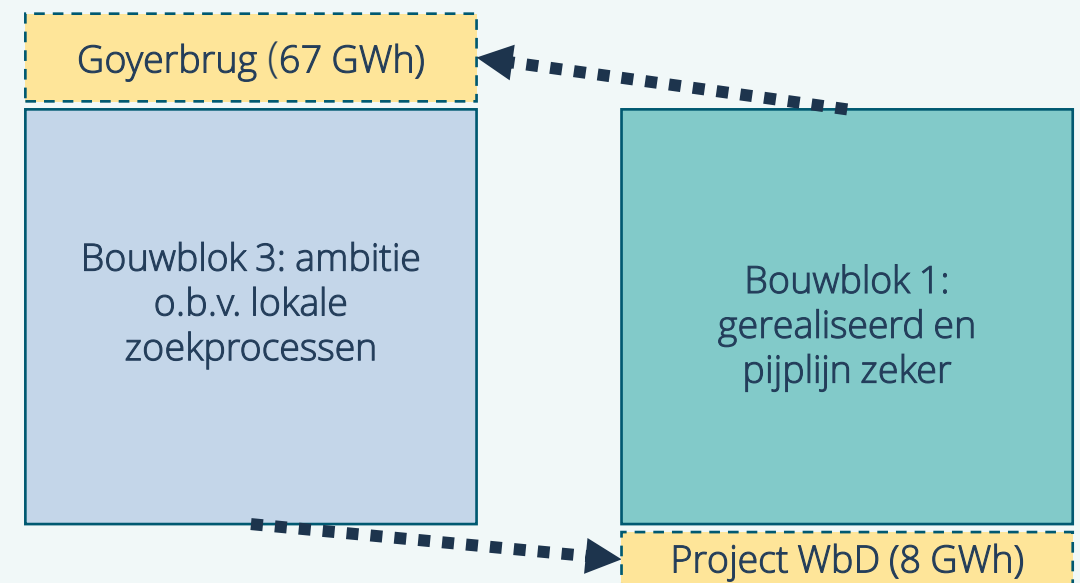 Goyerbrug (67 GWh)
Bouwblok 3: ambitie
o.b.v. lokale
zoekprocessen
Bouwblok 1:
gerealiseerd en
pijplijn zeker
Project WbD (8 GWh)